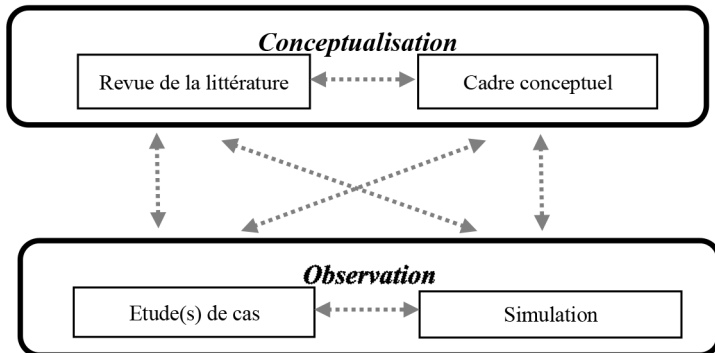 Conceptualisation
Revue de la littérature
Cadre conceptuel
Observation
Etude(s) de cas
Simulation